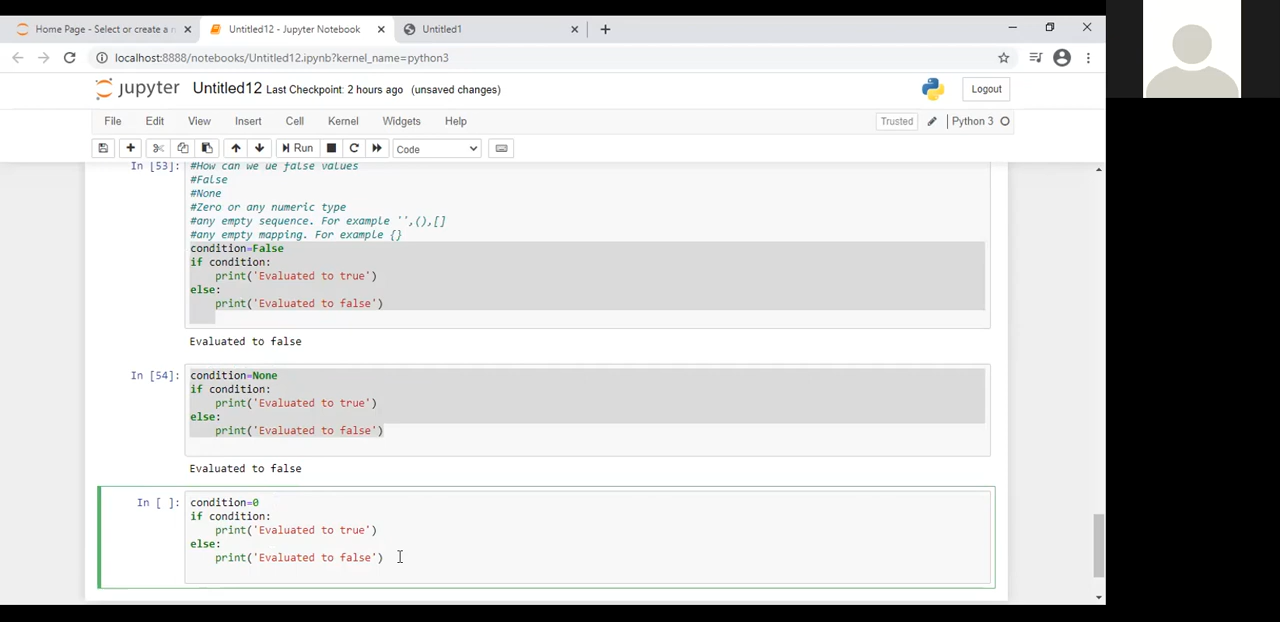 Home Page - Select or create a n
Untitled12 - Jupyter Notebook
Untitled1
localhost:8888/notebooks/Untitled12.ipynb?kernel_name=python3
jupyter Untitled12 Last Checkpoint: 2 hours ago (unsaved changes)
Logout
File Edit View Insert Cell Kernel Widgets Help
Trusted Python 3
Run Code
In [53]: #How can we ue false values
#False
#None
#Zero or any numeric type
#any empty sequence. For example '',(),[]
#any empty mapping. For example {}
condition=False
if condition:
print('Evaluated to true')
else:
print('Evaluated to false')
Evaluated to false
In [54]: condition=None
if condition:
print('Evaluated to true')
else:
print('Evaluated to false')
Evaluated to false
In [ ]: condition=0
if condition:
print('Evaluated to true')
else:
print('Evaluated to false')